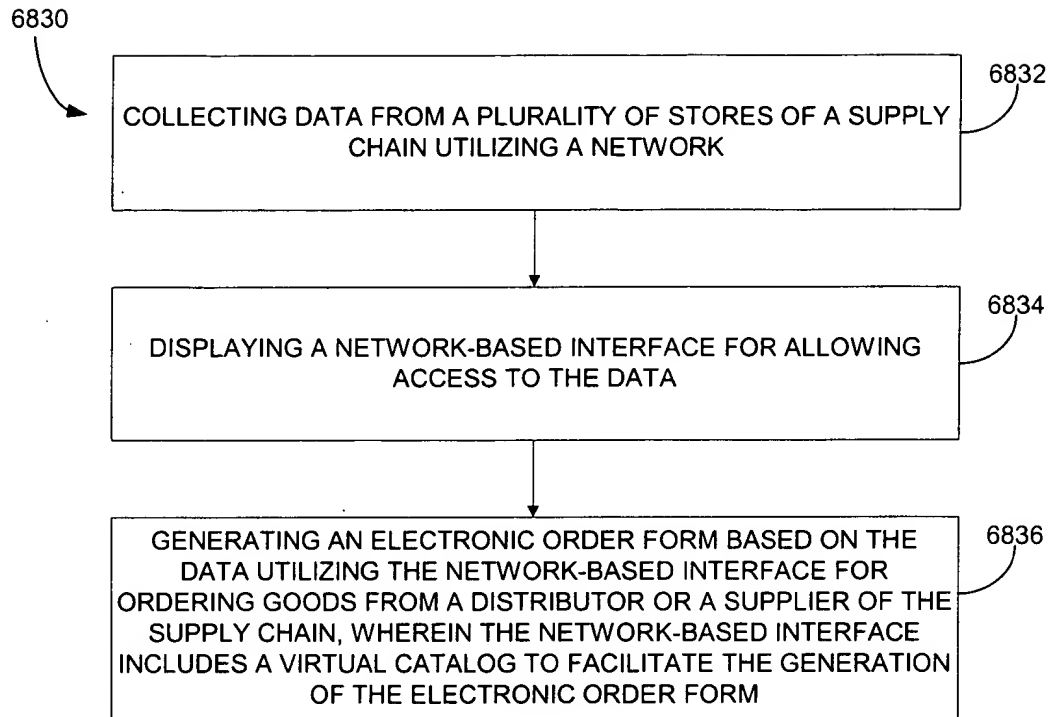 6830
6832
COLLECTING DATA FROM A PLURALITY OF STORES OF A SUPPLY
CHAIN UTILIZING A NETWORK
6834
DISPLAYING A NETWORK-BASED INTERFACE FOR ALLOWING
ACCESS TO THE DATA
6836
GENERATING AN ELECTRONIC ORDER FORM BASED ON THE
DATA UTILIZING THE NETWORK-BASED INTERFACE FOR
ORDERING GOODS FROM A DISTRIBUTOR OR A SUPPLIER OF THE
SUPPLY CHAIN, WHEREIN THE NETWORK-BASED INTERFACE
INCLUDES A VIRTUAL CATALOG TO FACILITATE THE GENERATION
OF THE ELECTRONIC ORDER FORM